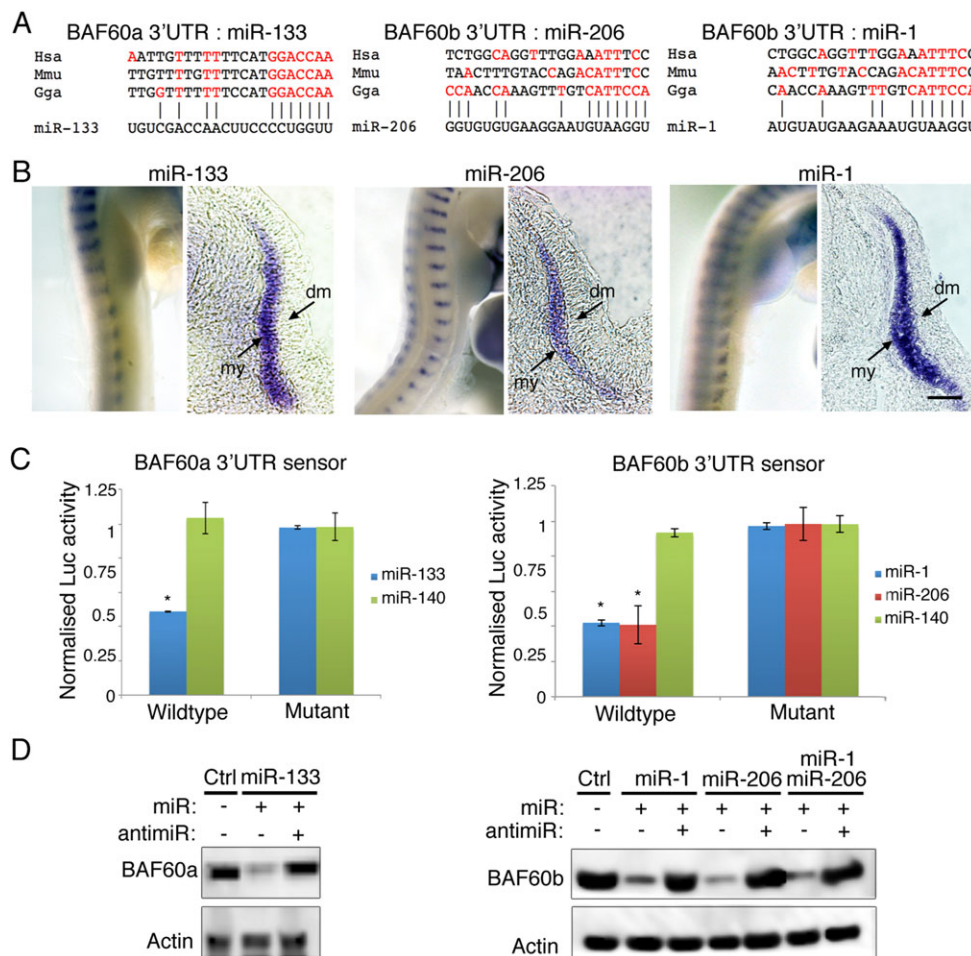 A
BAF60a 3'UTR : miR-133
Hsa AATTGTTTTTTTTCATGGACCAA
Mmu TTGTTTTGTTTTTCATGGACCAA
Gga TTGGTTTTTTTCCATGGACCAA
miR-133 UGUCGACCAACUUCCCCUGGUU
BAF60b 3'UTR : miR-206
Hsa TCTGGCAGGTTTGGAAATTTCC
Mmu TAACTTTGTACCAGACATTTCC
Gga CCAACCAAAGTTTGTCATTCCA
miR-206 GGUGUGUGAAGGAAUGUAAGGU
BAF60b 3'UTR : miR-1
Hsa CTGGCAGGTTTGGAAATTTCC
Mmu AACTTTGTACCAGACATTTCC
Gga CAACCAAAGTTTGTCATTCCA
miR-1 AUGUAUGAAGAAAUGUAAGGU
B
miR-133
miR-206
miR-1
dm
my
dm
my
dm
my
C
BAF60a 3'UTR sensor
Normalised Luc activity
1.25
1
0.75
0.5
0.25
0
*
Wildtype
Mutant
miR-133
miR-140
BAF60b 3'UTR sensor
Normalised Luc activity
1.25
1
0.75
0.5
0.25
0
* *
Wildtype
Mutant
miR-1
miR-206
miR-140
D
Ctrl miR-133
miR: - + +
antimiR: - - +
BAF60a
Actin
miR-1
Ctrl miR-1 miR-206 miR-206
miR: - + + + + + +
antimiR: - - + - + - +
BAF60b
Actin